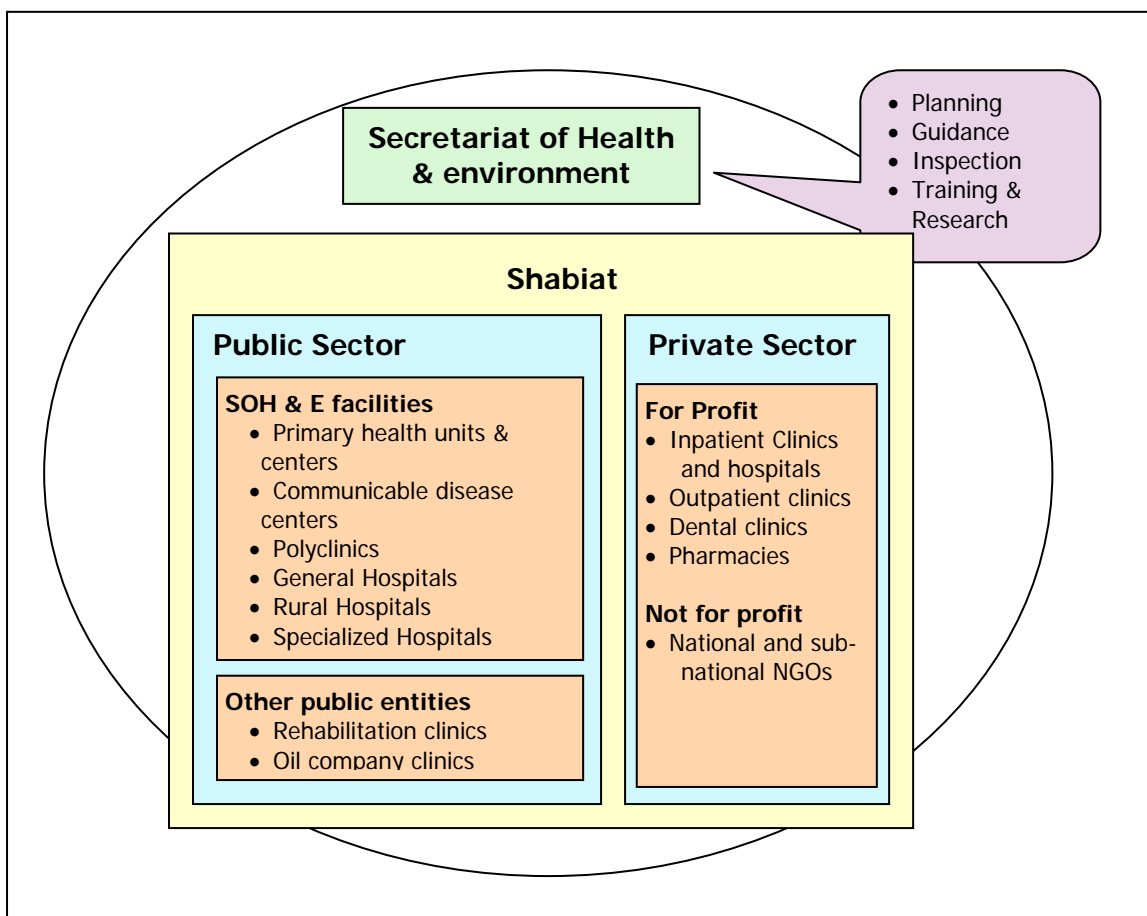 Secretariat of Health
& environment
• Planning
• Guidance
• Inspection
• Training &
Research
Shabiat
Public Sector
SOH & E facilities
• Primary health units &
centers
• Communicable disease
centers
• Polyclinics
• General Hospitals
• Rural Hospitals
• Specialized Hospitals
Other public entities
• Rehabilitation clinics
• Oil company clinics
Private Sector
For Profit
• Inpatient Clinics
and hospitals
• Outpatient clinics
• Dental clinics
• Pharmacies
Not for profit
• National and sub-
national NGOs